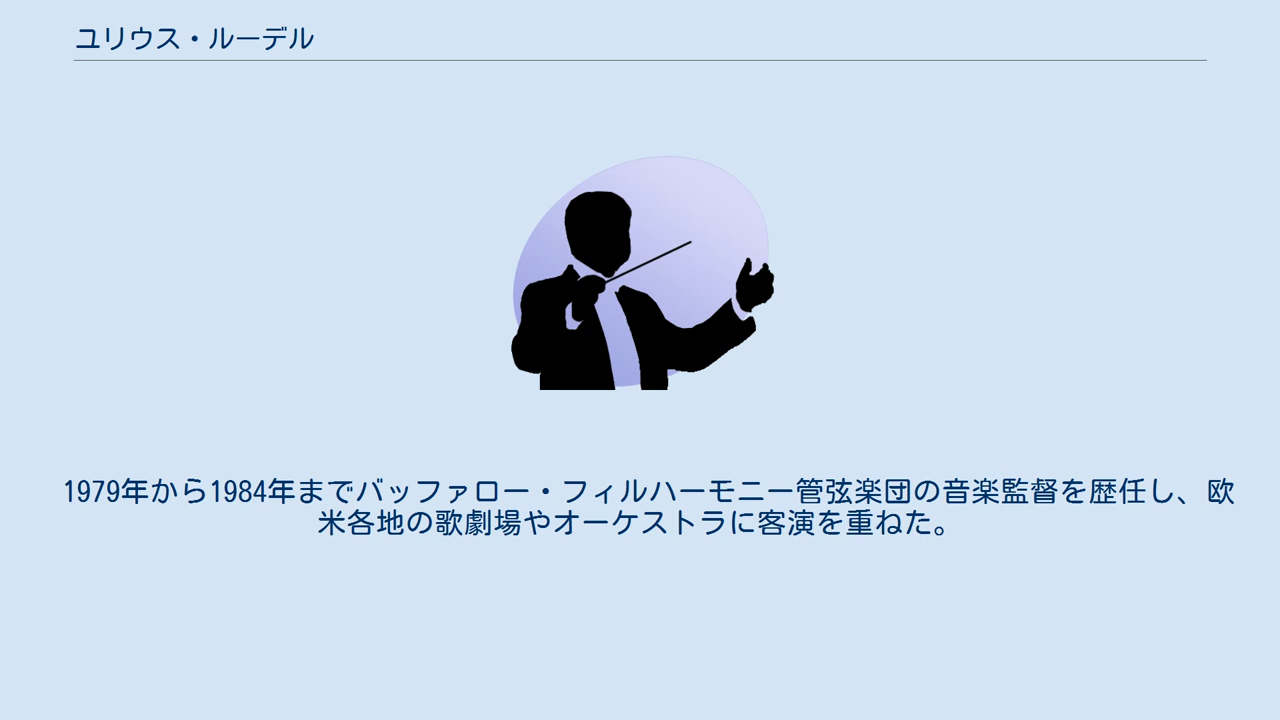 ユリウス・ルーデル
1979年から1984年までバッファロー・フィルハーモニー管弦楽団の音楽監督を歴任し、欧
米各地の歌劇場やオーケストラに客演を重ねた。